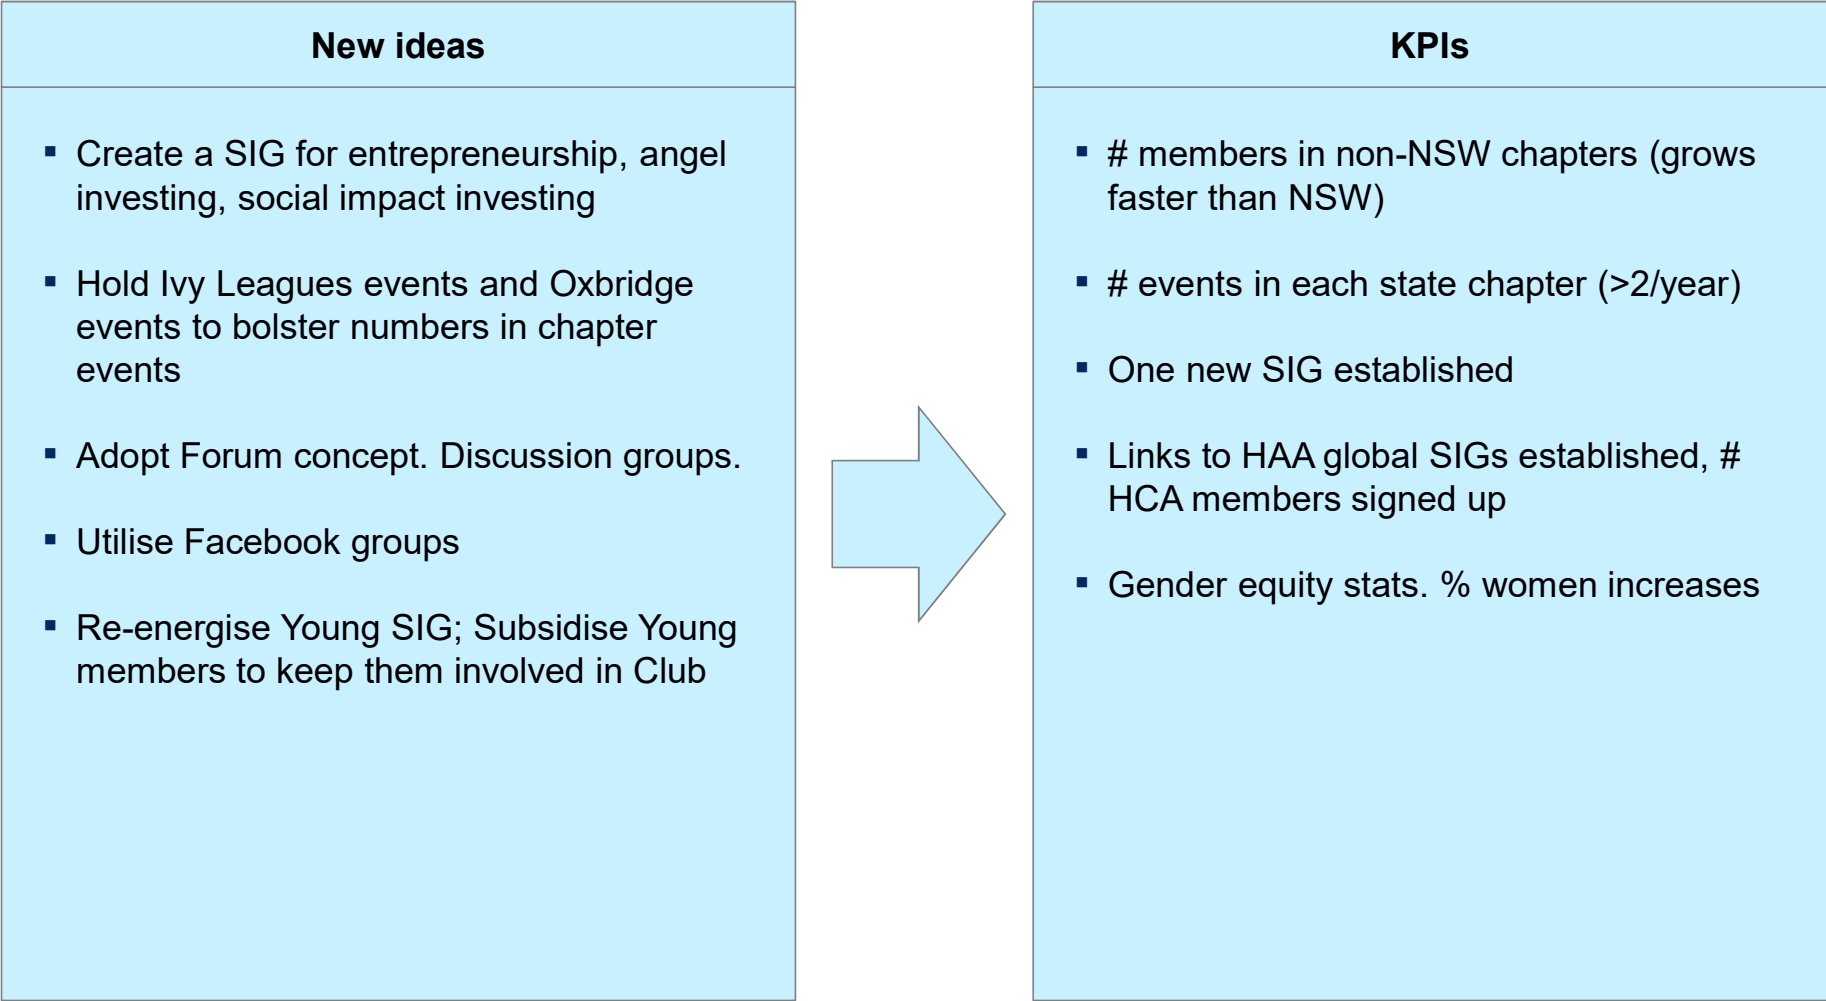 New ideas
▪ Create a SIG for entrepreneurship, angel
investing, social impact investing
▪ Hold Ivy Leagues events and Oxbridge
events to bolster numbers in chapter
events
▪ Adopt Forum concept. Discussion groups.
▪ Utilise Facebook groups
▪ Re-energise Young SIG; Subsidise Young
members to keep them involved in Club
KPIs
▪ # members in non-NSW chapters (grows
faster than NSW)
▪ # events in each state chapter (>2/year)
▪ One new SIG established
▪ Links to HAA global SIGs established, #
HCA members signed up
▪ Gender equity stats. % women increases